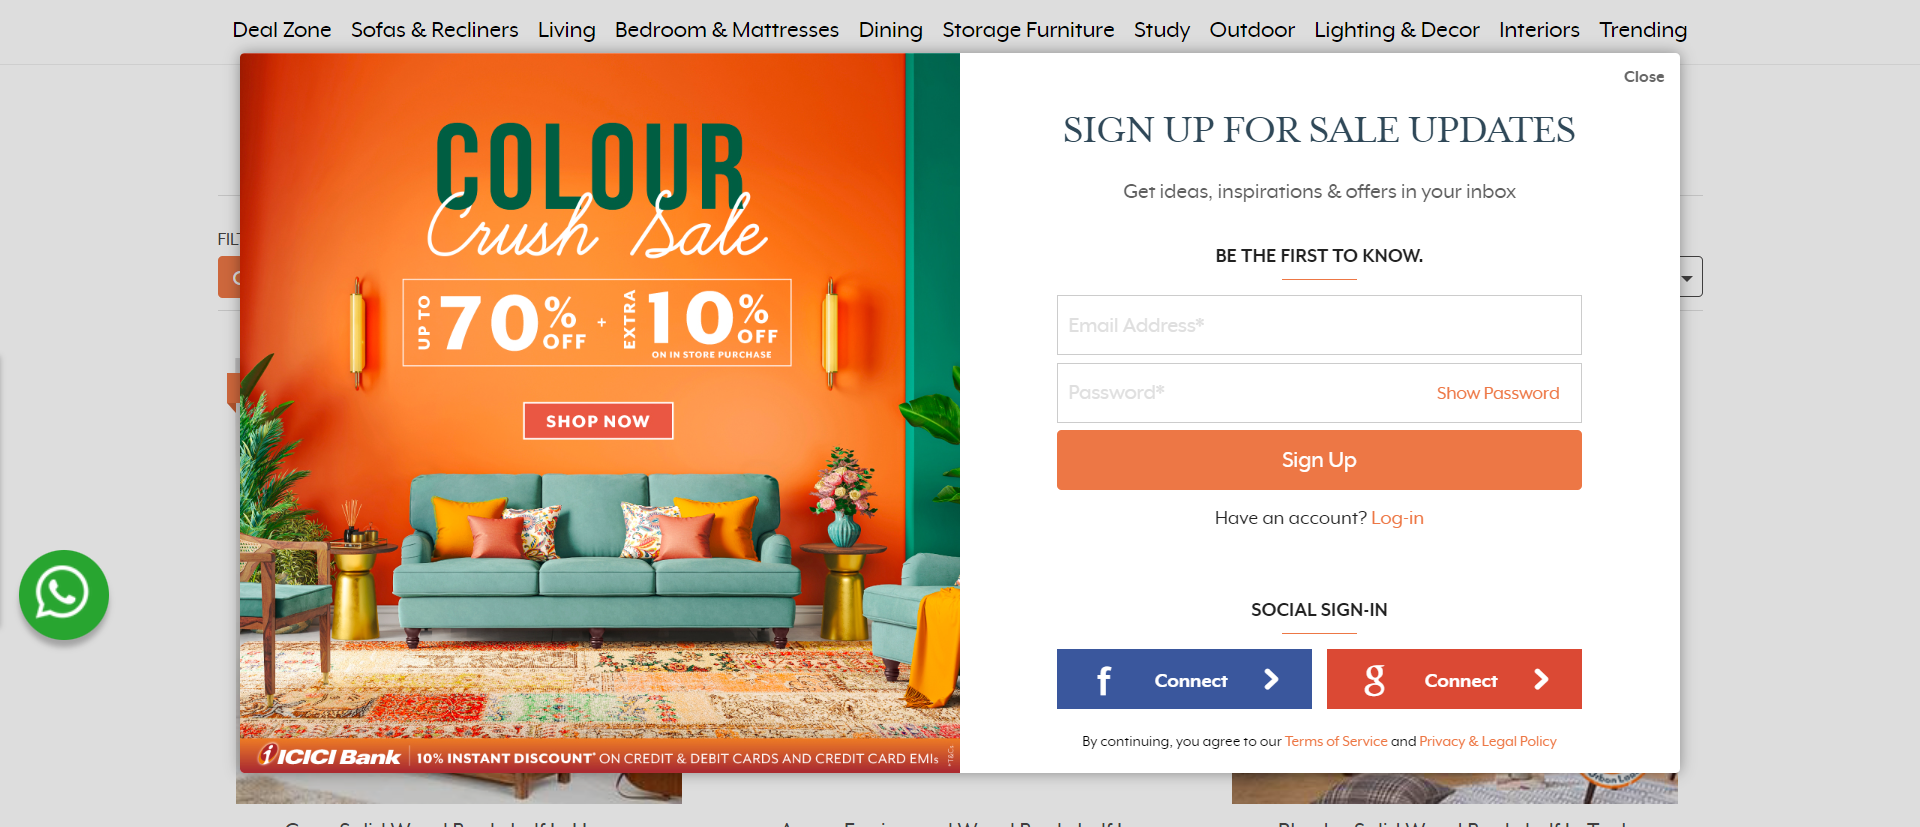 Deal Zone Sofas & Recliners Living Bedroom & Mattresses Dining Storage Furniture Study Outdoor Lighting & Decor Interiors Trending
Close
COLOUR
Crush Sale
UP TO 70% OFF + EXTRA 10% OFF
ON IN STORE PURCHASE
SHOP NOW
ICICI Bank 10% INSTANT DISCOUNT* ON CREDIT & DEBIT CARDS AND CREDIT CARD EMIs
*T&Cs
SIGN UP FOR SALE UPDATES
Get ideas, inspirations & offers in your inbox
BE THE FIRST TO KNOW.
Email Address*
Password* Show Password
Sign Up
Have an account? Log-in
SOCIAL SIGN-IN
f Connect
g Connect
By continuing, you agree to our Terms of Service and Privacy & Legal Policy